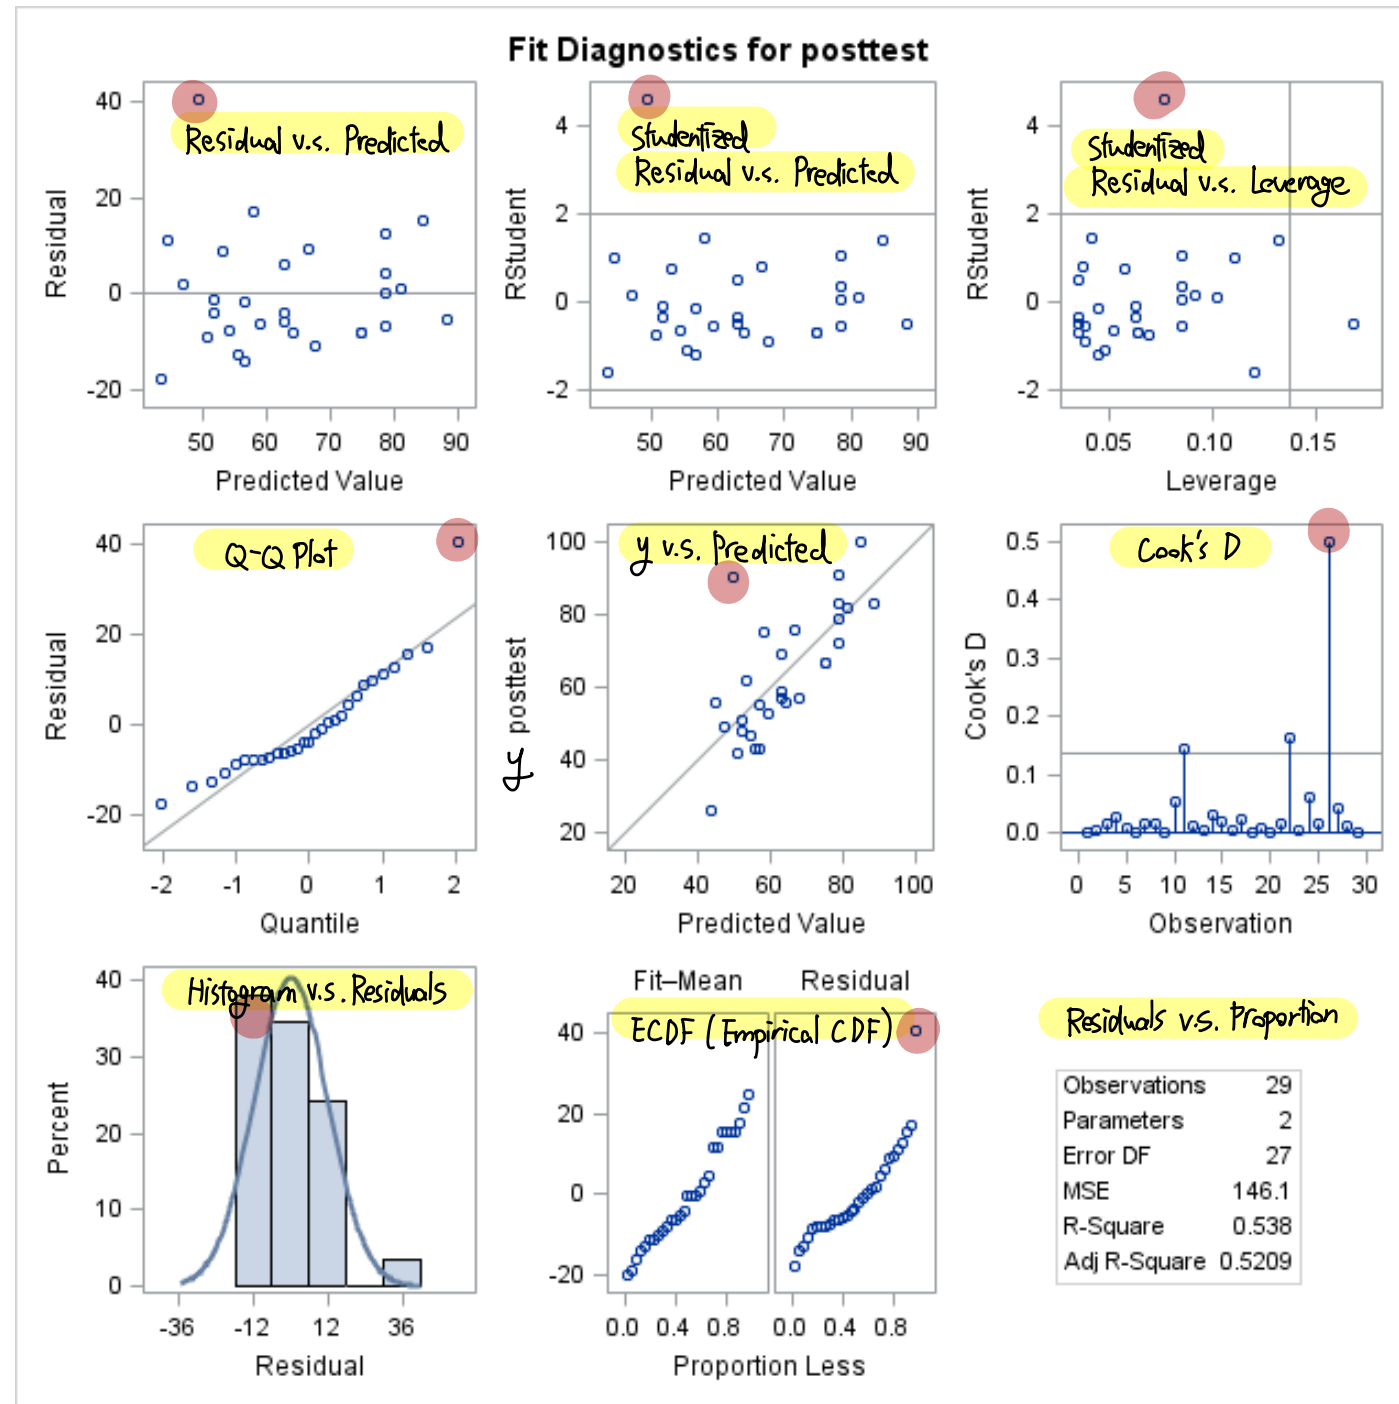 Fit Diagnostics for posttest
40
20
0
-20
Residual
Residual v.s. Predicted
50 60 70 80 90
Predicted Value
4
2
0
-2
RStudent
Studentized
Residual v.s. Predicted
50 60 70 80 90
Predicted Value
4
2
0
-2
RStudent
Studentized
Residual v.s. Leverage
0.05 0.10 0.15
Leverage
40
20
0
-20
Residual
Q-Q Plot
-2 -1 0 1 2
Quantile
100
80
60
40
20
y posttest
y v.s. Predicted
20 40 60 80 100
Predicted Value
0.5
0.4
0.3
0.2
0.1
0.0
Cook's D
Cook's D
0 5 10 15 20 25 30
Observation
40
30
20
10
0
Percent
Histogram v.s. Residuals
-36 -12 12 36
Residual
Fit–Mean Residual
ECDF (Empirical CDF)
40
20
0
-20
0.0 0.4 0.8 0.0 0.4 0.8
Proportion Less
Residuals v.s. Proportion
Observations 29
Parameters 2
Error DF 27
MSE 146.1
R-Square 0.538
Adj R-Square 0.5209